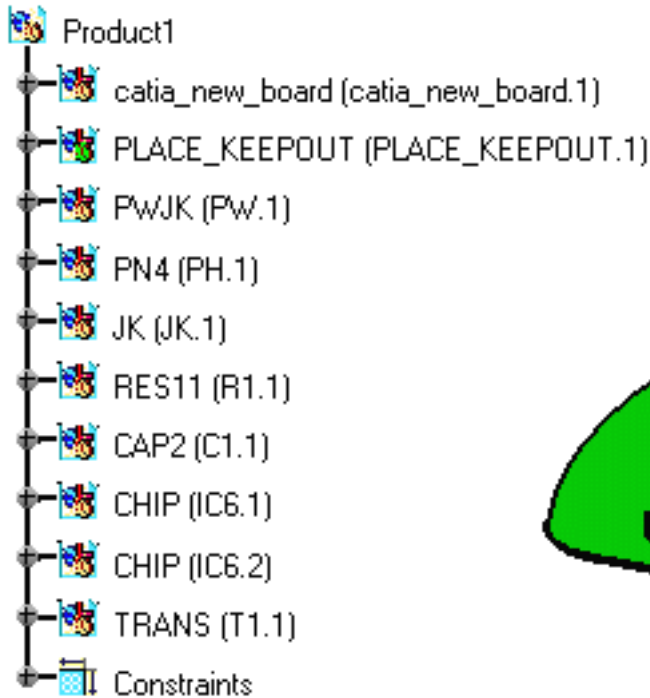 Product1
catia_new_board (catia_new_board.1)
PLACE_KEEPOUT (PLACE_KEEPOUT.1)
PWJK (PW.1)
PN4 (PH.1)
JK (JK.1)
RES11 (R1.1)
CAP2 (C1.1)
CHIP (IC6.1)
CHIP (IC6.2)
TRANS (T1.1)
Constraints